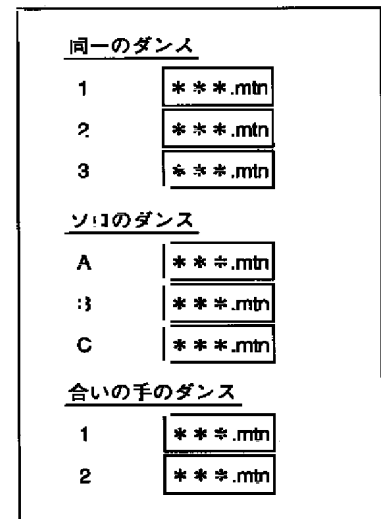 同一のダンス
1 ***.mtn
2 ***.mtn
3 ***.mtn
ソロのダンス
A ***.mtn
B ***.mtn
C ***.mtn
合いの手のダンス
1 ***.mtn
2 ***.mtn